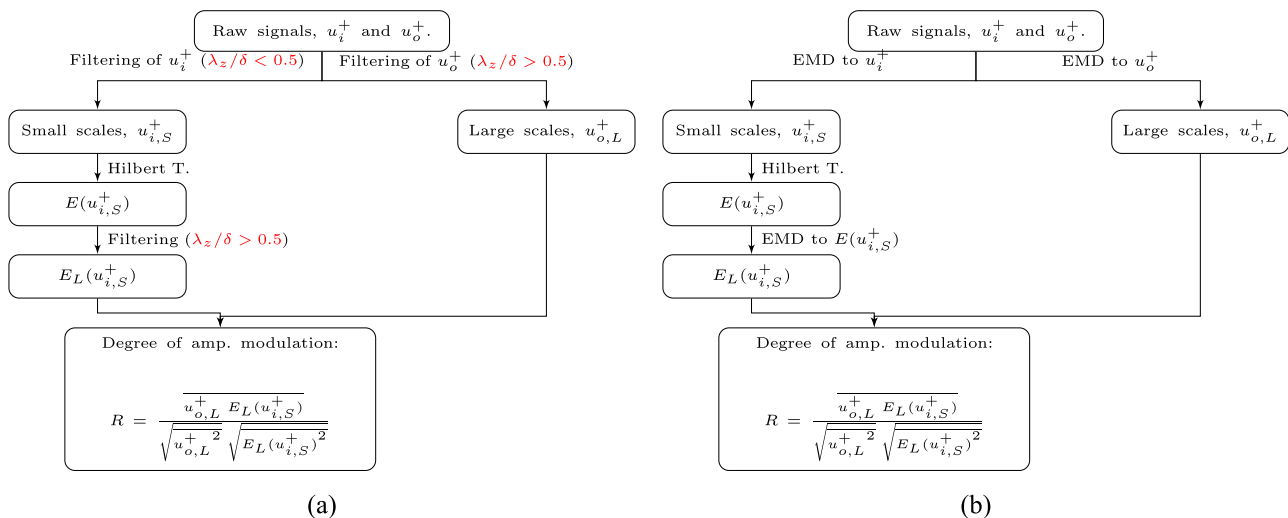 Raw signals, u_i^+ and u_o^+.
Filtering of u_i^+ (λ_z/δ < 0.5)
Filtering of u_o^+ (λ_z/δ > 0.5)
Small scales, u_{i,S}^+
Large scales, u_{o,L}^+
Hilbert T.
E(u_{i,S}^+)
Filtering (λ_z/δ > 0.5)
E_L(u_{i,S}^+)
Degree of amp. modulation:
R = \frac{\overline{u_{o,L}^+ E_L(u_{i,S}^+)}}{\sqrt{\overline{{u_{o,L}^+}^2}} \sqrt{\overline{E_L(u_{i,S}^+)^2}}}
(a)
Raw signals, u_i^+ and u_o^+.
EMD to u_i^+
EMD to u_o^+
Small scales, u_{i,S}^+
Large scales, u_{o,L}^+
Hilbert T.
E(u_{i,S}^+)
EMD to E(u_{i,S}^+)
E_L(u_{i,S}^+)
Degree of amp. modulation:
R = \frac{\overline{u_{o,L}^+ E_L(u_{i,S}^+)}}{\sqrt{\overline{{u_{o,L}^+}^2}} \sqrt{\overline{E_L(u_{i,S}^+)^2}}}
(b)